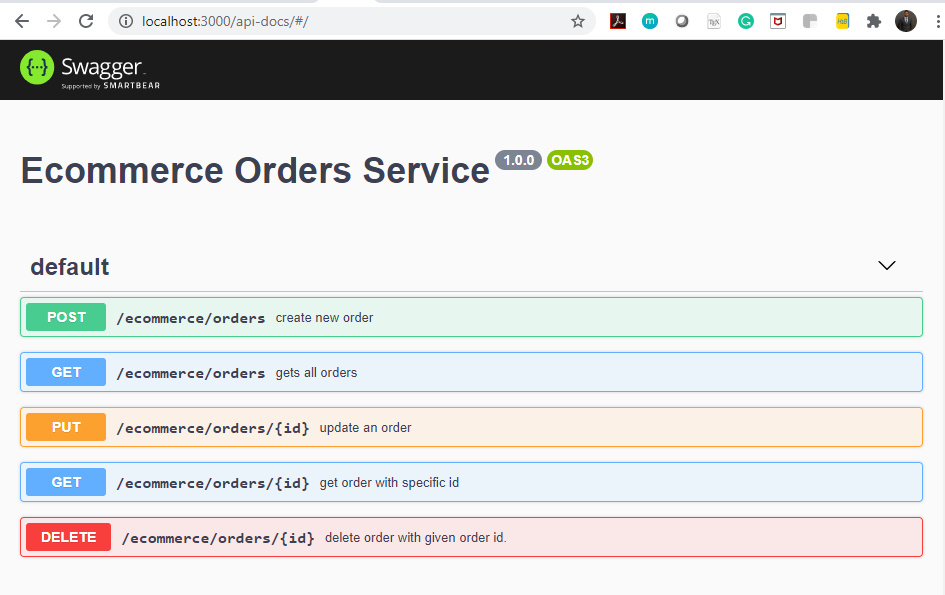 localhost:3000/api-docs/#/
Swagger
Supported by SMARTBEAR
Ecommerce Orders Service 1.0.0 OAS3
default
POST /ecommerce/orders create new order
GET /ecommerce/orders gets all orders
PUT /ecommerce/orders/{id} update an order
GET /ecommerce/orders/{id} get order with specific id
DELETE /ecommerce/orders/{id} delete order with given order id.